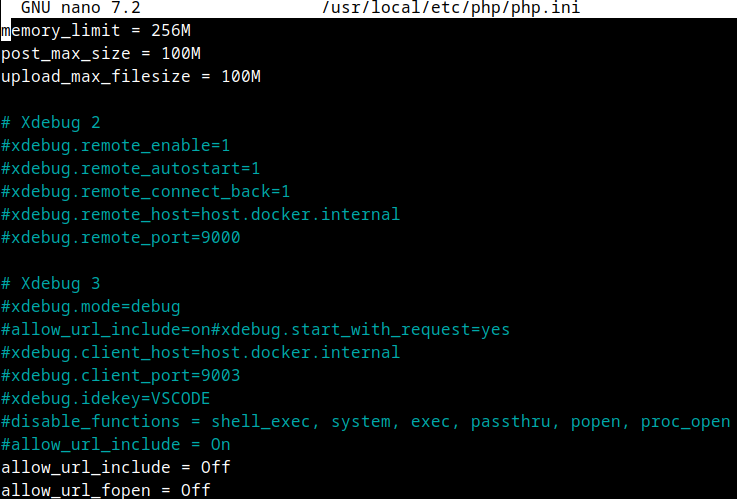 GNU nano 7.2 /usr/local/etc/php/php.ini
memory_limit = 256M
post_max_size = 100M
upload_max_filesize = 100M
# Xdebug 2
#xdebug.remote_enable=1
#xdebug.remote_autostart=1
#xdebug.remote_connect_back=1
#xdebug.remote_host=host.docker.internal
#xdebug.remote_port=9000
# Xdebug 3
#xdebug.mode=debug
#allow_url_include=on#xdebug.start_with_request=yes
#xdebug.client_host=host.docker.internal
#xdebug.client_port=9003
#xdebug.idekey=VSCODE
#disable_functions = shell_exec, system, exec, passthru, popen, proc_open
#allow_url_include = On
allow_url_include = Off
allow_url_fopen = Off